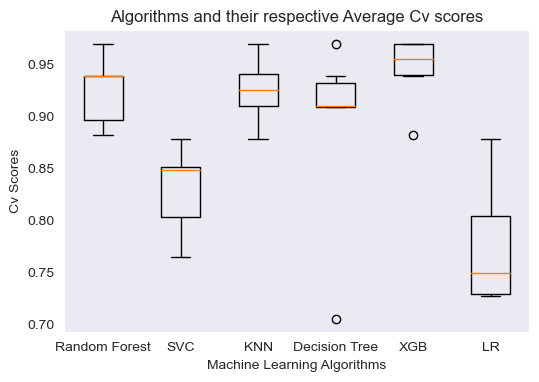 Algorithms and their respective Average Cv scores
Cv Scores
0.95
0.90
0.85
0.80
0.75
0.70
Random Forest SVC KNN Decision Tree XGB LR
Machine Learning Algorithms